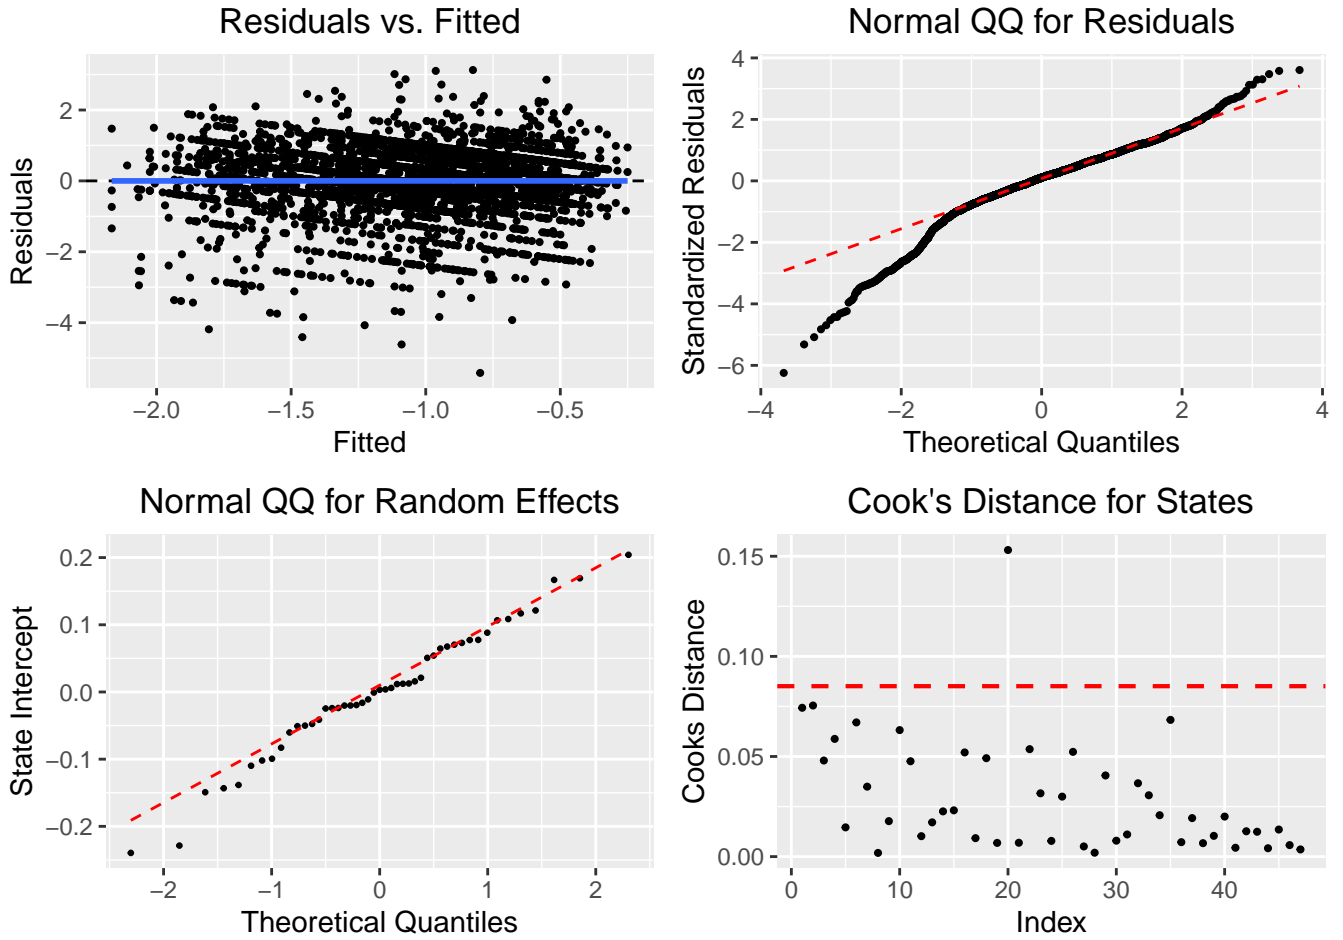 Residuals vs. Fitted
Residuals
2
0
−2
−4
−2.0 −1.5 −1.0 −0.5
Fitted
Normal QQ for Residuals
Standardized Residuals
4
2
0
−2
−4
−6
−4 −2 0 2 4
Theoretical Quantiles
Normal QQ for Random Effects
State Intercept
0.2
0.1
0.0
−0.1
−0.2
−2 −1 0 1 2
Theoretical Quantiles
Cook's Distance for States
Cooks Distance
0.15
0.10
0.05
0.00
0 10 20 30 40
Index